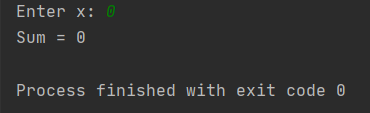 Enter x: 0
Sum = 0
Process finished with exit code 0